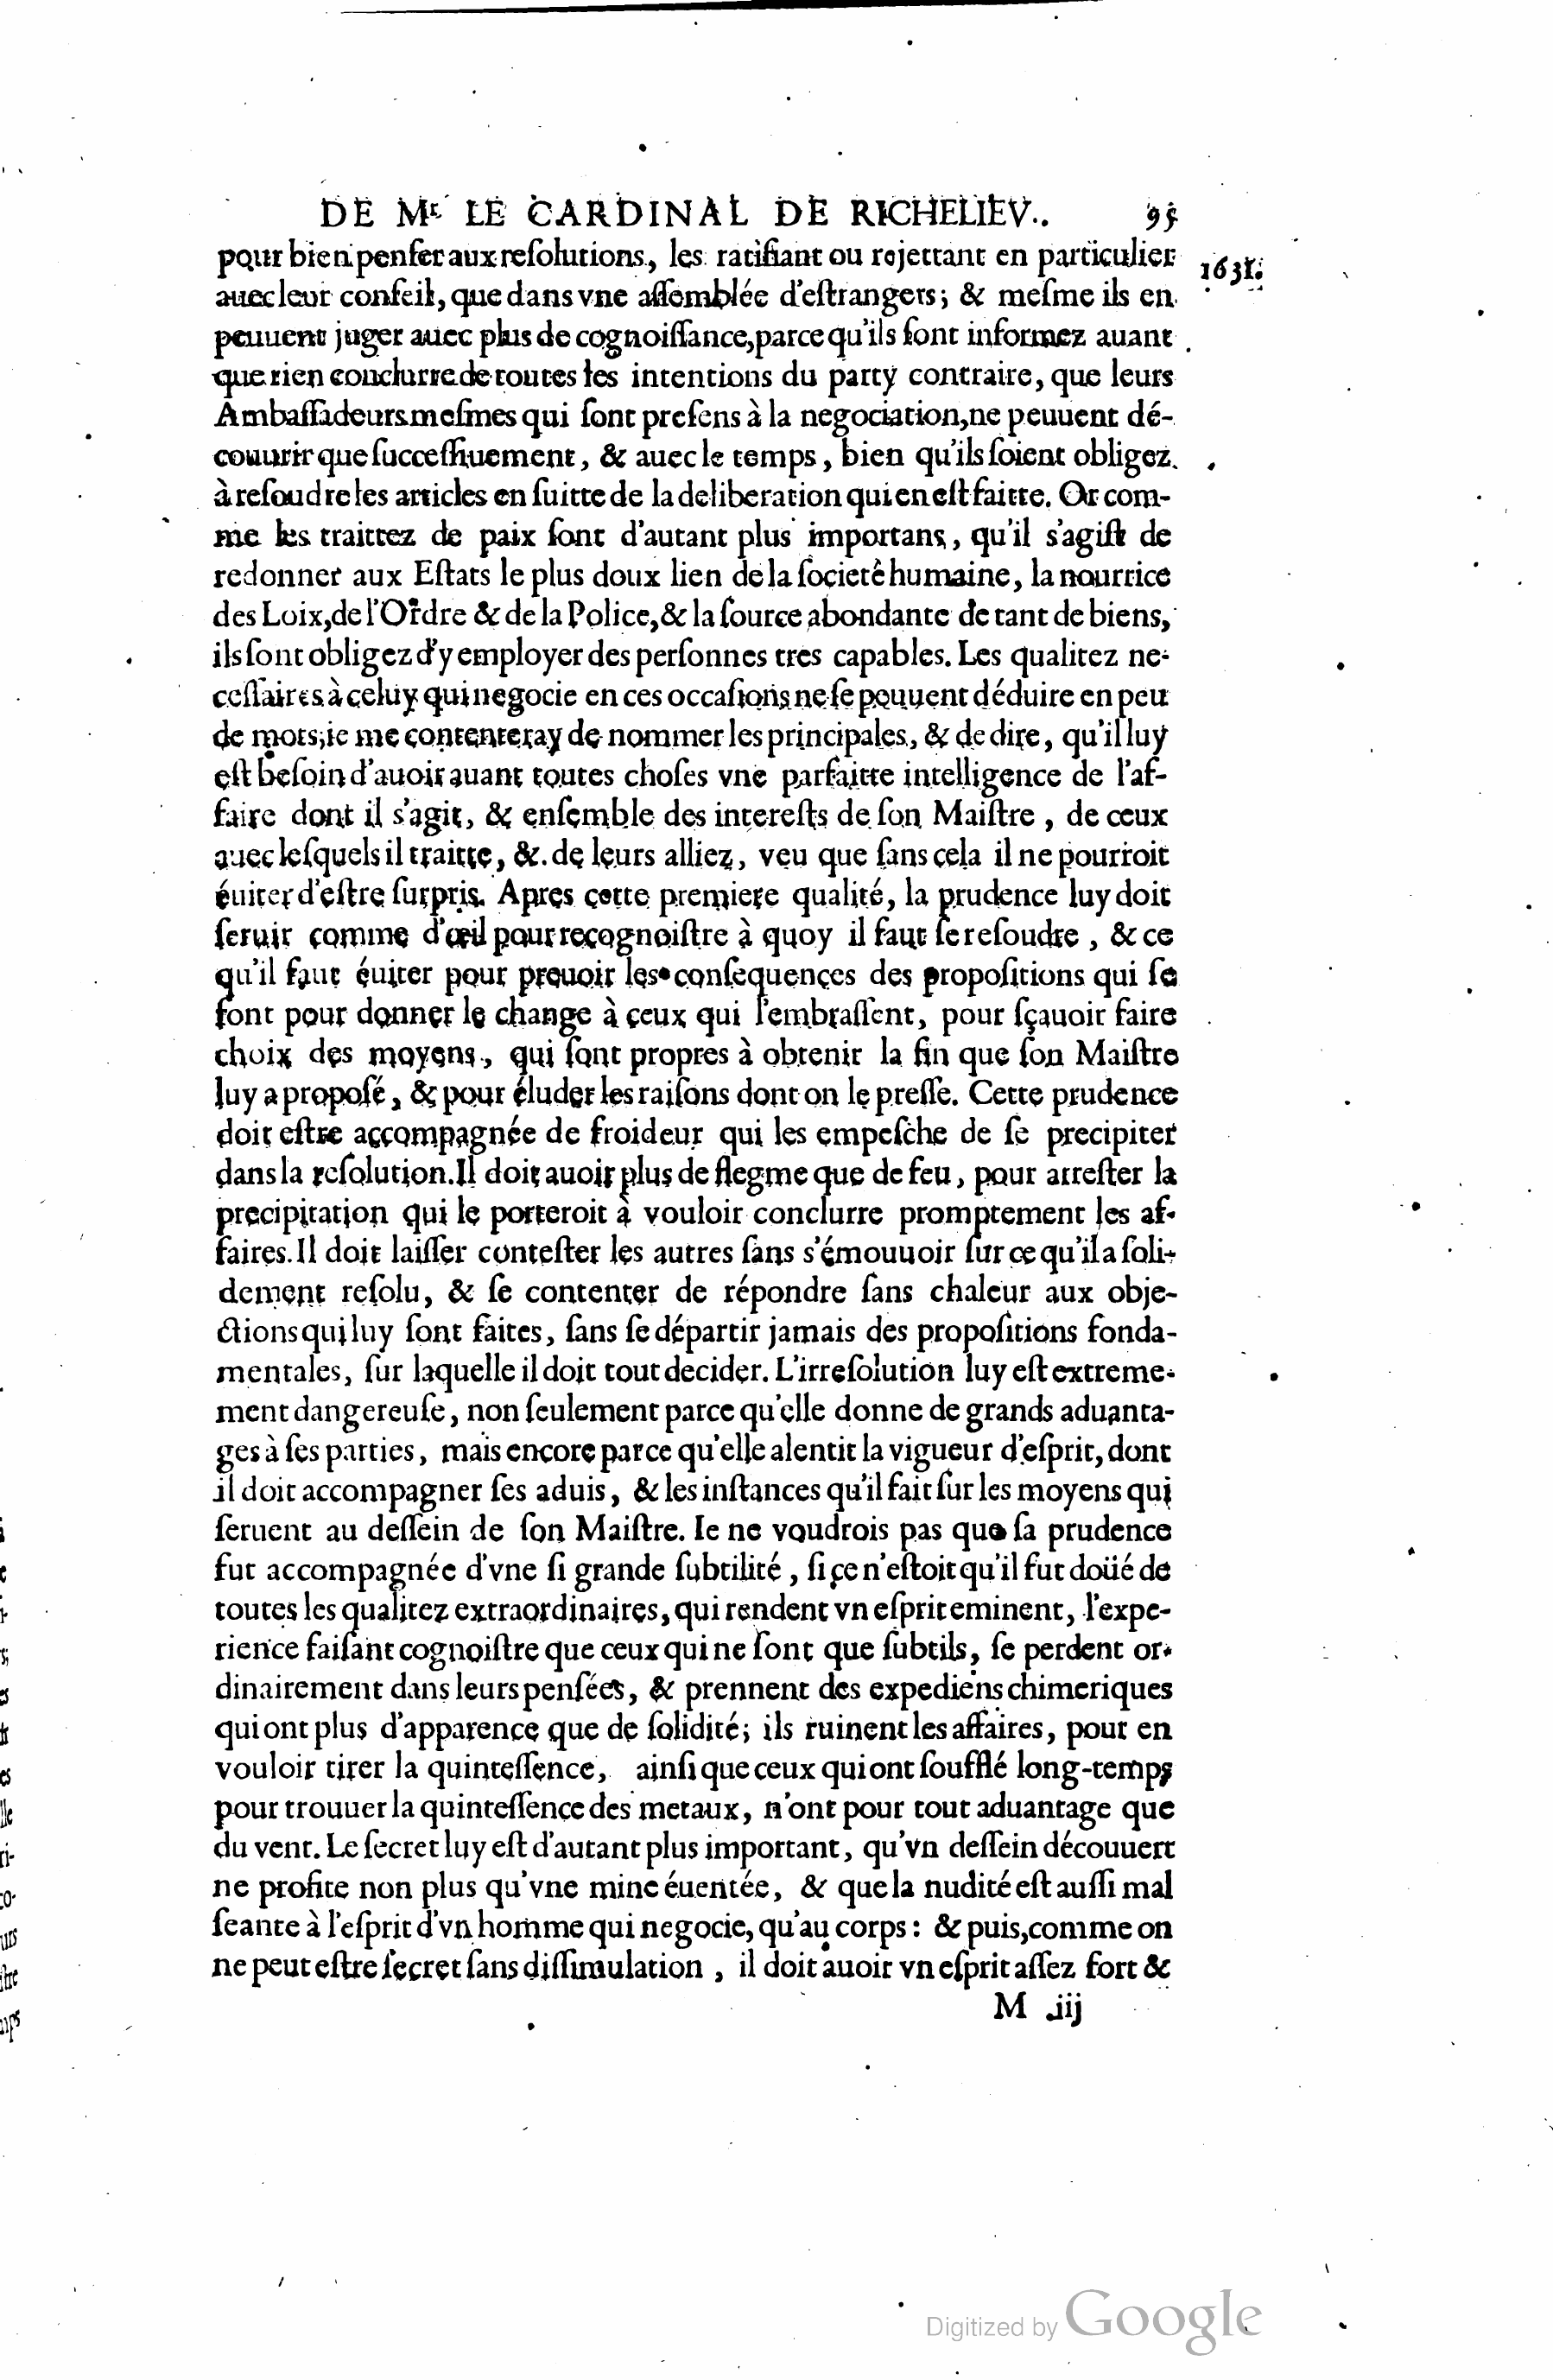 DE Mr LE CARDINAL DE RICHELIEV. 95
1631.
pour bien penſer aux reſolutions, les ratifiant ou rejettant en particulier
auec leur conſeil, que dans vne aſſemblée d'eſtrangers; & meſme ils en
peuuent juger auec plus de cognoiſſance, parce qu'ils ſont informez auant
que rien conclurre de toutes les intentions du party contraire, que leurs
Ambaſſadeurs meſmes qui ſont preſens à la negociation, ne peuuent dé-
couurir que ſucceſſiuement, & auec le temps, bien qu'ils ſoient obligez
à reſoudre les articles en ſuitte de la deliberation qui en eſt faitte. Or com-
me les traittez de paix ſont d'autant plus importans, qu'il s'agiſt de
redonner aux Eſtats le plus doux lien de la ſocieté humaine, la nourrice
des Loix, de l'Ordre & de la Police, & la ſource abondante de tant de biens,
ils ſont obligez d'y employer des perſonnes tres capables. Les qualitez ne-
ceſſaires à celuy qui negocie en ces occaſions ne ſe peuuent déduire en peu
de mots; ie me contenteray de nommer les principales, & de dire, qu'il luy
eſt beſoin d'auoir auant toutes choſes vne parfaitte intelligence de l'af-
faire dont il s'agit, & enſemble des intereſts de ſon Maiſtre, de ceux
auec leſquels il traitte, & de leurs alliez, veu que ſans cela il ne pourroit
éuiter d'eſtre ſurpris. Apres cette premiere qualité, la prudence luy doit
ſeruir comme d'œil pour recognoiſtre à quoy il faut ſe reſoudre, & ce
qu'il faut éuiter pour preuoir les conſequences des propoſitions qui ſe
font pour donner le change à ceux qui l'embraſſent, pour ſçauoir faire
choix des moyens, qui ſont propres à obtenir la fin que ſon Maiſtre
luy a propoſé, & pour éluder les raiſons dont on le preſſe. Cette prudence
doit eſtre accompagnée de froideur qui les empeſche de ſe precipiter
dans la reſolution. Il doit auoir plus de flegme que de feu, pour arreſter la
precipitation qui le porteroit à vouloir conclurre promptement les af-
faires. Il doit laiſſer conteſter les autres ſans s'émouuoir ſur ce qu'il a ſoli-
dement reſolu, & ſe contenter de répondre ſans chaleur aux obje-
ctions qui luy ſont faites, ſans ſe départir jamais des propoſitions fonda-
mentales, ſur laquelle il doit tout decider. L'irreſolution luy eſt extreme-
ment dangereuſe, non ſeulement parce qu'elle donne de grands aduanta-
ges à ſes parties, mais encore parce qu'elle alentit la vigueur d'eſprit, dont
il doit accompagner ſes aduis, & les inſtances qu'il fait ſur les moyens qui
ſeruent au deſſein de ſon Maiſtre. Ie ne voudrois pas que ſa prudence
fut accompagnée d'vne ſi grande ſubtilité, ſi ce n'eſtoit qu'il fut doüé de
toutes les qualitez extraordinaires, qui rendent vn eſprit eminent, l'expe-
rience faiſant cognoiſtre que ceux qui ne ſont que ſubtils, ſe perdent or-
dinairement dans leurs penſées, & prennent des expediens chimeriques
qui ont plus d'apparence que de ſolidité; ils ruinent les affaires, pour en
vouloir tirer la quinteſſence, ainſi que ceux qui ont ſoufflé long-temps
pour trouuer la quinteſſence des metaux, n'ont pour tout aduantage que
du vent. Le ſecret luy eſt d'autant plus important, qu'vn deſſein découuert
ne profite non plus qu'vne mine éuentée, & que la nudité eſt auſſi mal
ſeante à l'eſprit d'vn homme qui negocie, qu'au corps: & puis, comme on
ne peut eſtre ſecret ſans diſſimulation, il doit auoir vn eſprit aſſez fort &
M iij
Digitized by Google